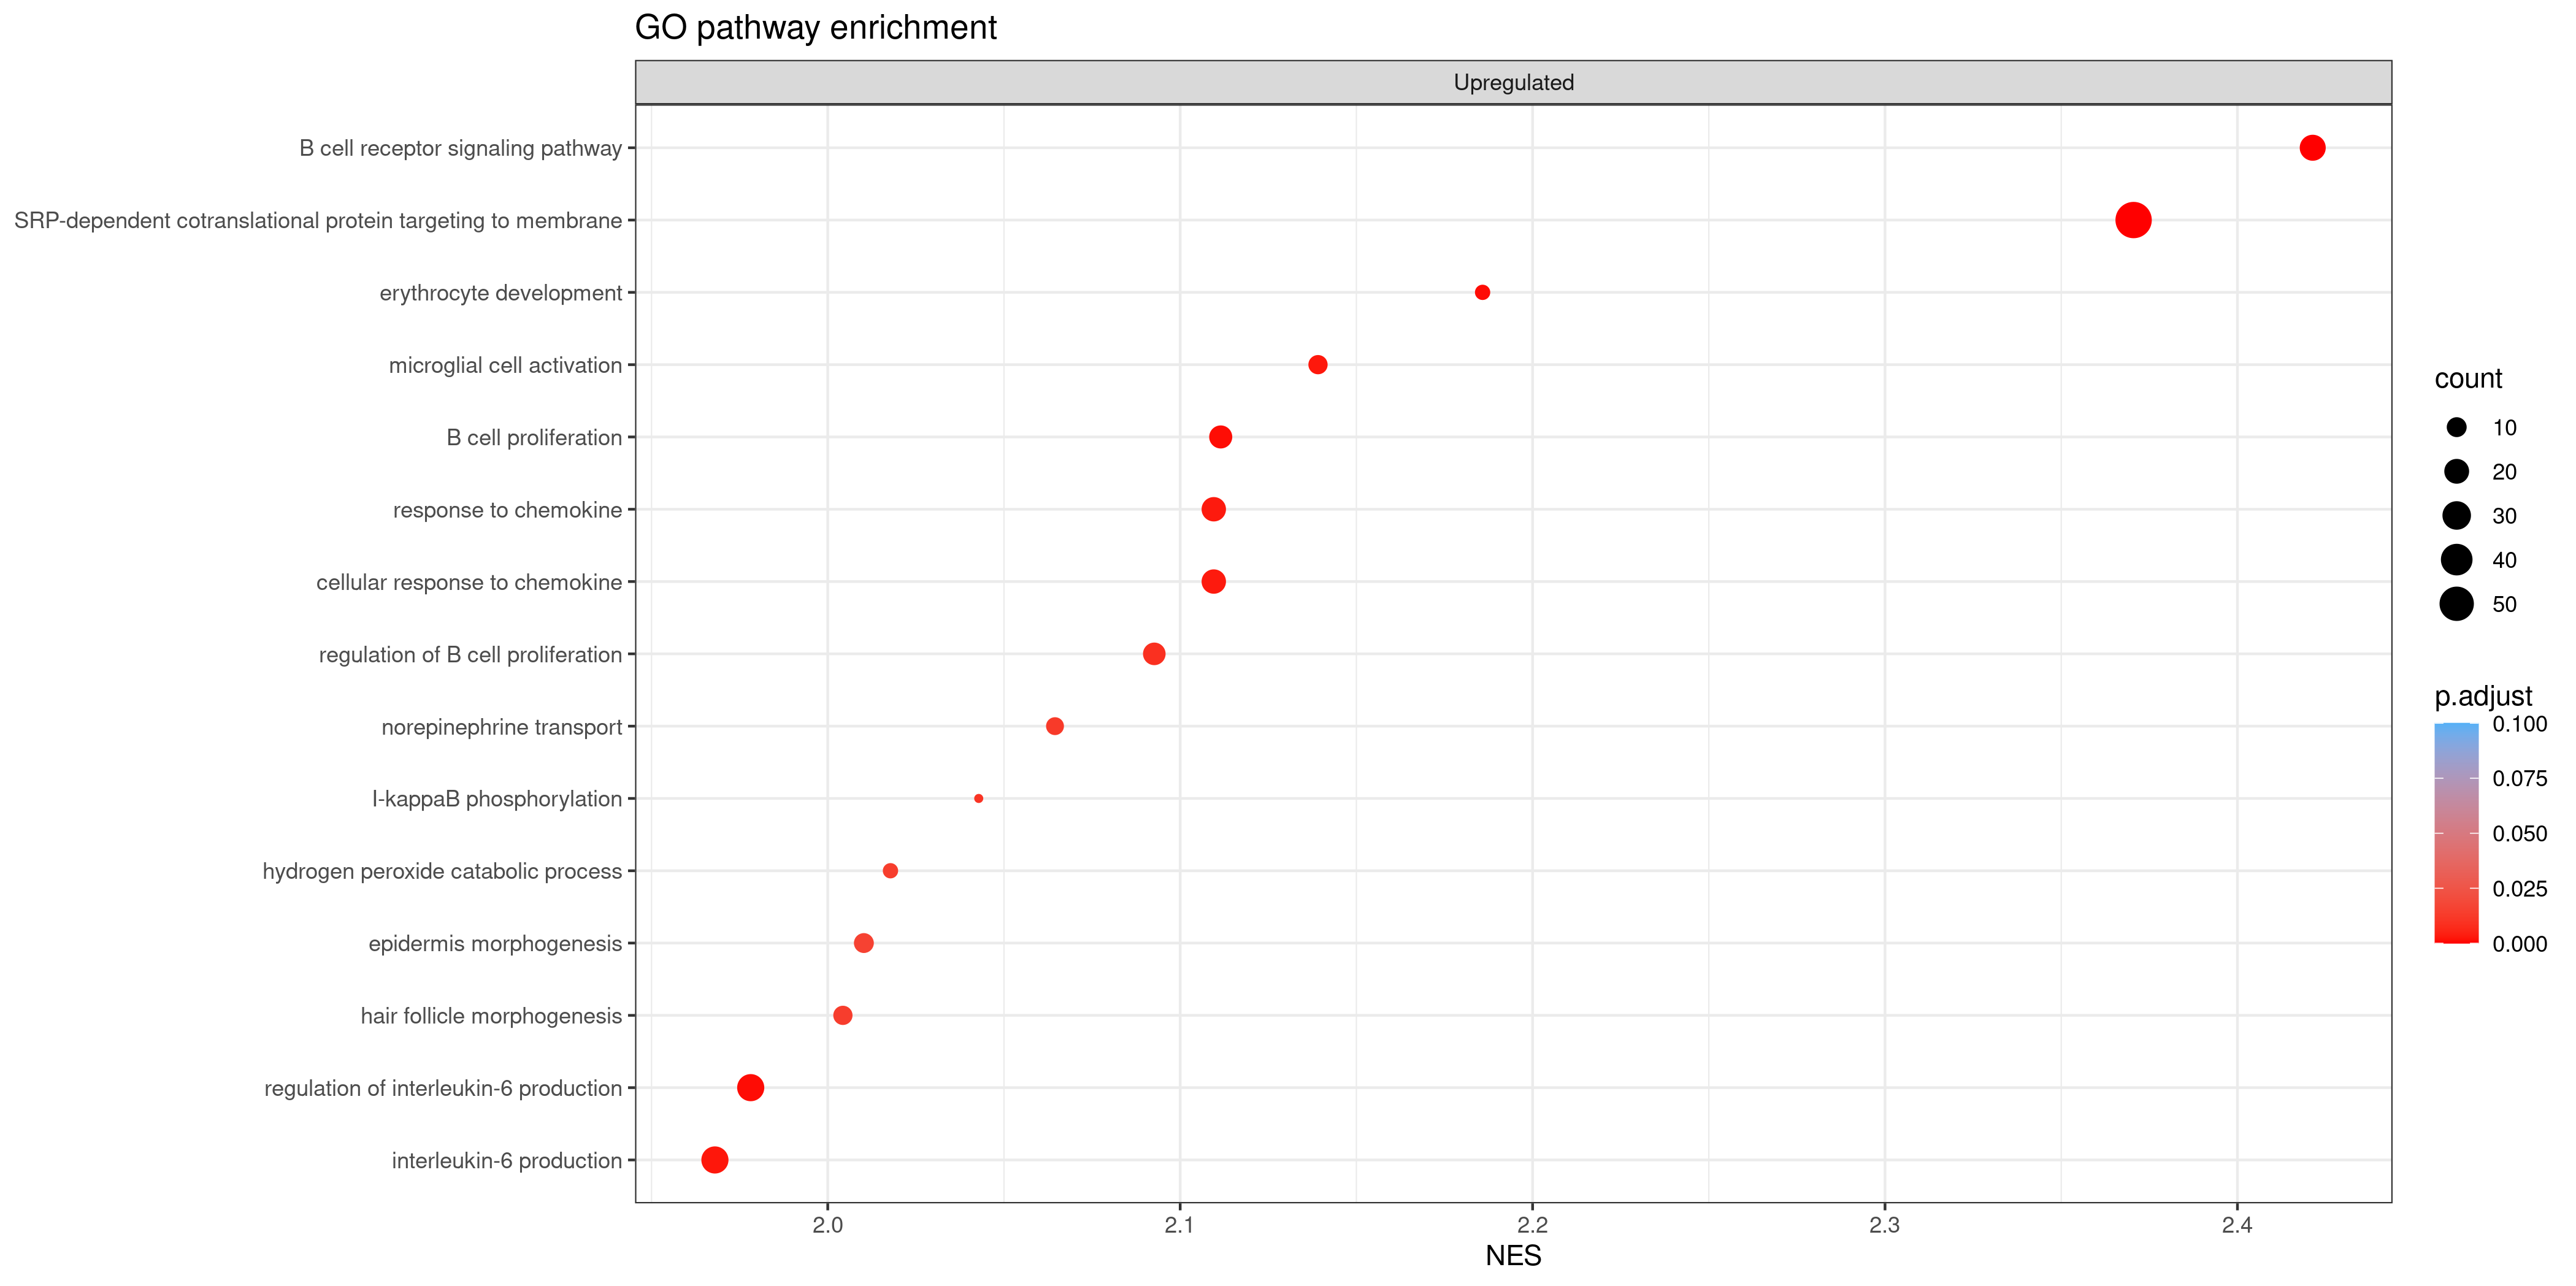 GO pathway enrichment
Upregulated
B cell receptor signaling pathway
SRP-dependent cotranslational protein targeting to membrane
erythrocyte development
microglial cell activation
B cell proliferation
response to chemokine
cellular response to chemokine
regulation of B cell proliferation
norepinephrine transport
I-kappaB phosphorylation
hydrogen peroxide catabolic process
epidermis morphogenesis
hair follicle morphogenesis
regulation of interleukin-6 production
interleukin-6 production
2.0
2.1
2.2
2.3
2.4
NES
count
10
20
30
40
50
p.adjust
0.100
0.075
0.050
0.025
0.000